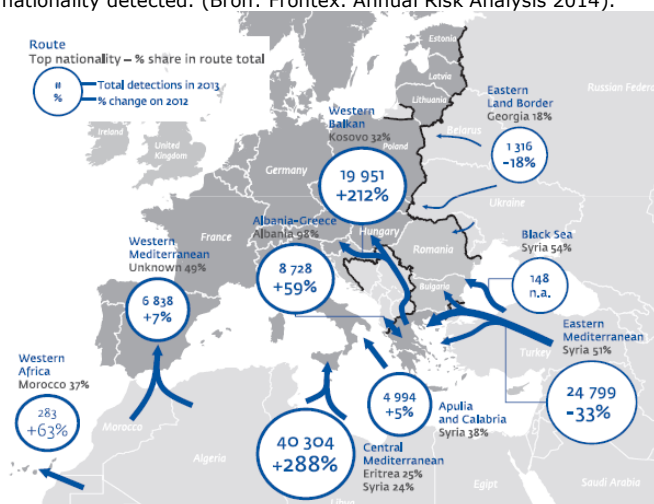 nationality detected. (Bron: Frontex. Annual Risk Analysis 2014).
Route
Top nationality – % share in route total
#
%
Total detections in 2013
% change on 2012
Estonia
Latvia
Lithuania
Russian Federa
Ireland
United
Kingdom
Western
Balkan
Kosovo 32%
19 951
+212%
Poland
Belarus
Eastern
Land Border
Georgia 18%
1 316
-18%
Germany
Ukraine
France
Albania-Greece
Albania 98%
8 728
+59%
Hungary
Romania
Bulgaria
Black Sea
Syria 54%
148
n.a.
Western
Mediterranean
Unknown 49%
6 838
+7%
Eastern
Mediterranean
Syria 51%
24 799
-33%
Turkey
Western
Africa
Morocco 37%
283
+63%
Morocco
Algeria
40 304
+288%
Central
Mediterranean
Eritrea 25%
Syria 24%
4 994
+5%
Apulia
and Calabria
Syria 38%
Libya
Egypt
Saudi Arabia